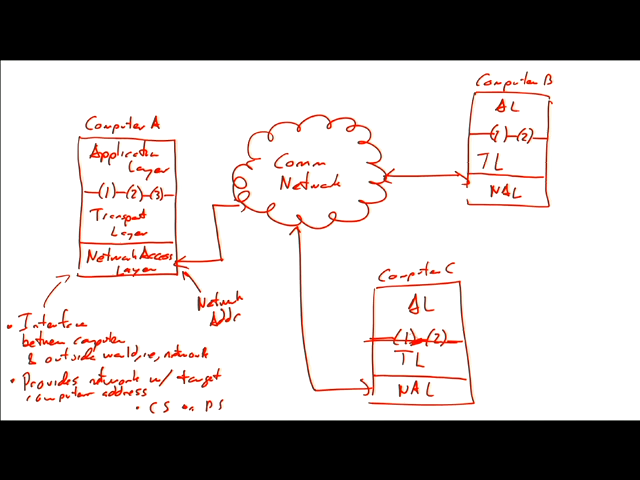 Computer A
Application
Layer
(1) (2) (3)
Transport
Layer
Network Access
Layer
Network
Addr
• Interface
between computer
& outside world, ie, network
• Provides network w/ target
computer address
• CS or PS
Comm
Network
Computer B
AL
(1) (2)
TL
NAL
Computer C
AL
(1) (2)
TL
NAL